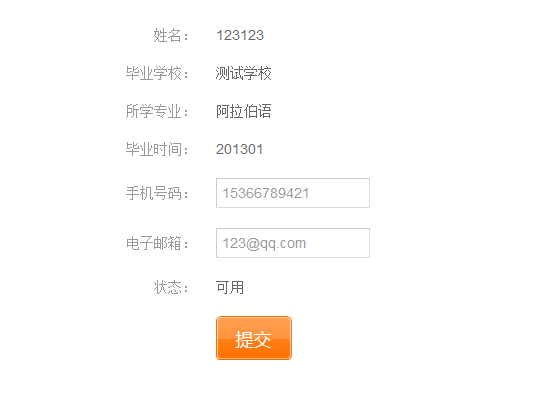 姓名： 123123
毕业学校： 测试学校
所学专业： 阿拉伯语
毕业时间： 201301
手机号码： 15366789421
电子邮箱： 123@qq.com
状态： 可用
提交